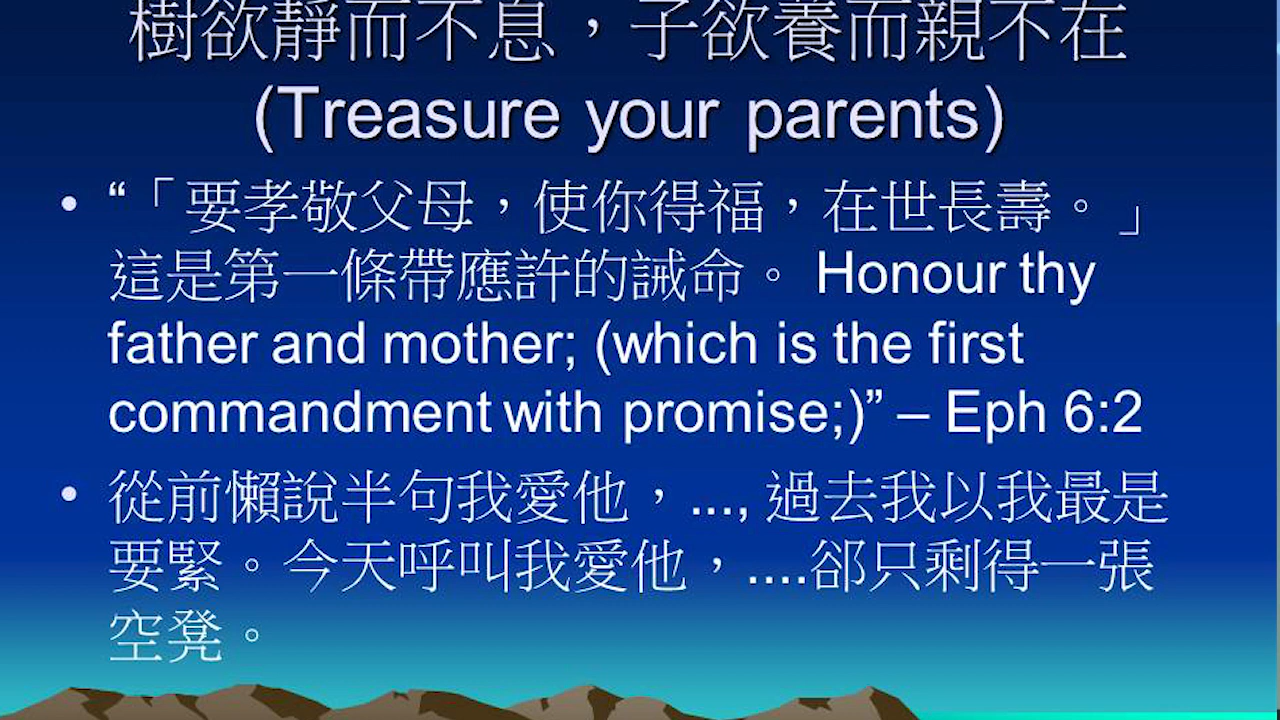 樹欲靜而不息，子欲養而親不在
(Treasure your parents)
• “「要孝敬父母，使你得福，在世長壽。」
這是第一條帶應許的誡命。 Honour thy
father and mother; (which is the first
commandment with promise;)” – Eph 6:2
• 從前懶說半句我愛他，..., 過去我以我最是
要緊。今天呼叫我愛他，....郤只剩得一張
空凳。